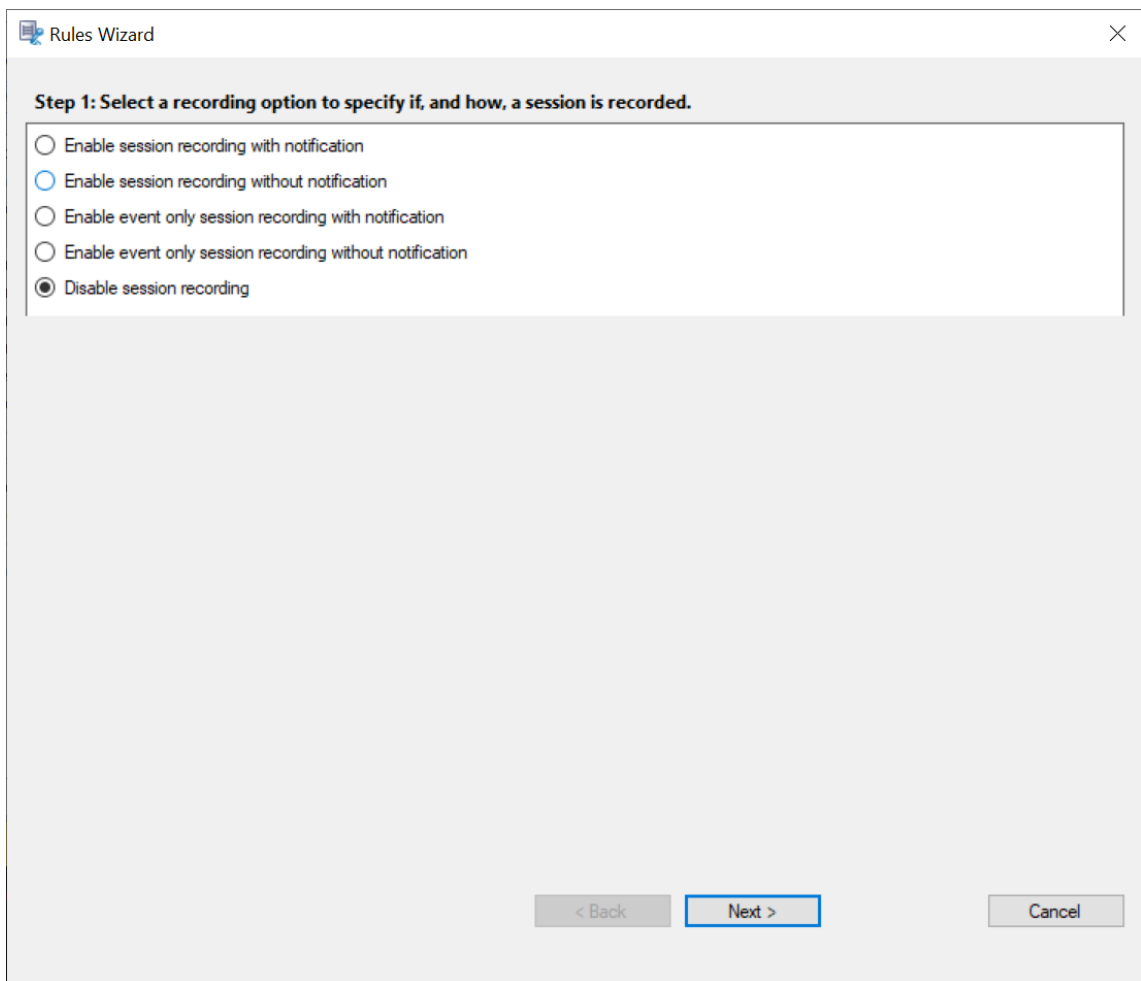 Rules Wizard
Step 1: Select a recording option to specify if, and how, a session is recorded.
Enable session recording with notification
Enable session recording without notification
Enable event only session recording with notification
Enable event only session recording without notification
Disable session recording
< Back
Next >
Cancel